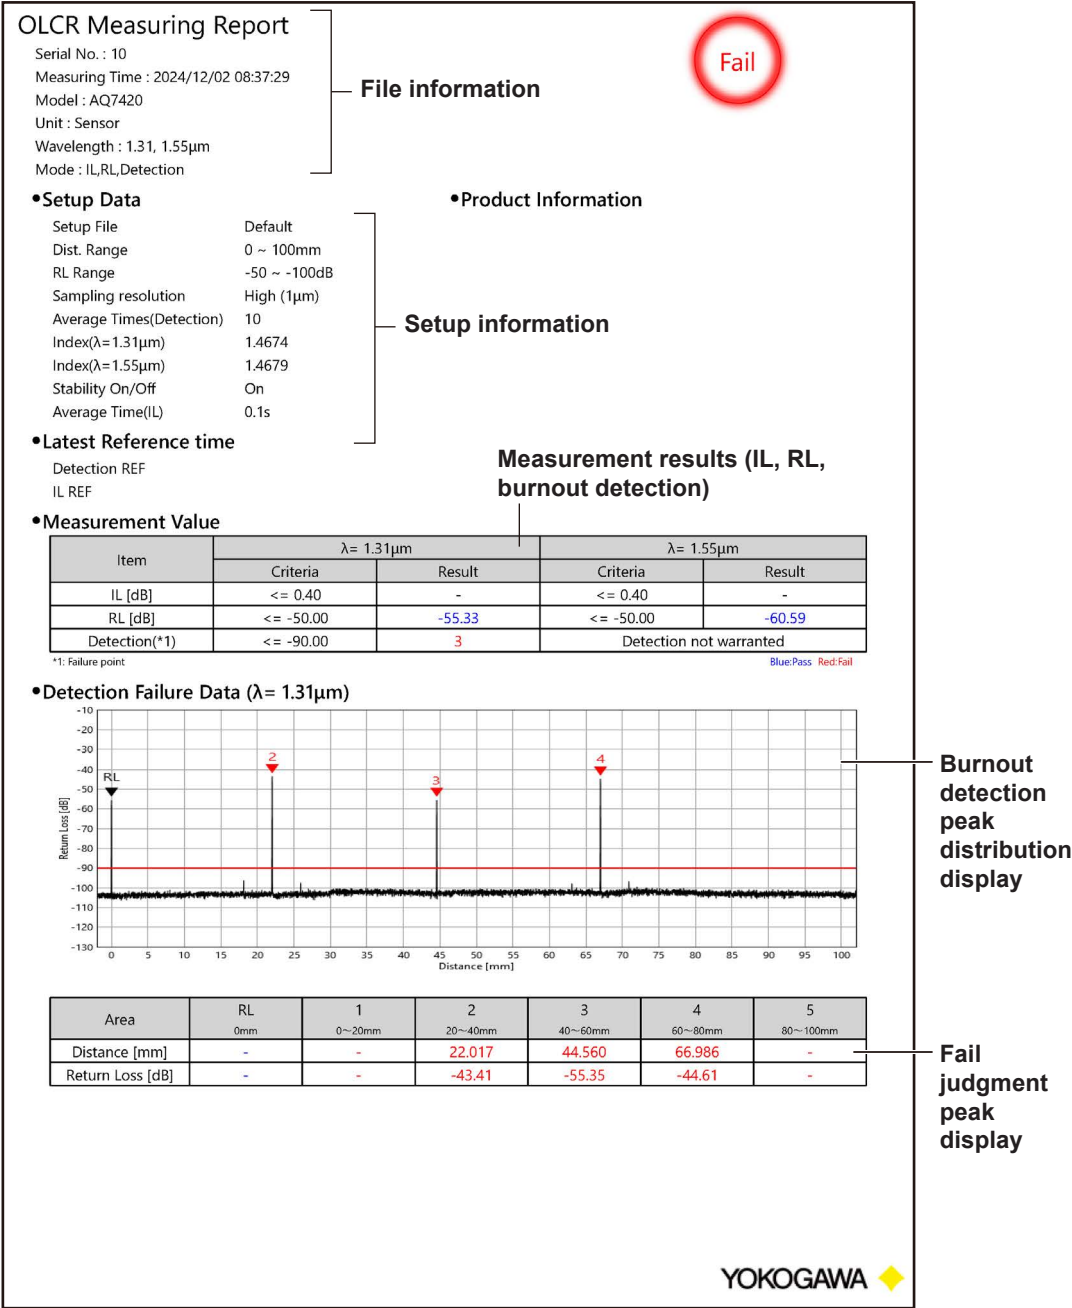 OLCR Measuring Report
Serial No. : 10
Measuring Time : 2024/12/02 08:37:29
Model : AQ7420
Unit : Sensor
Wavelength : 1.31, 1.55μm
Mode : IL,RL,Detection
File information
Fail
•Setup Data
Setup File Default
Dist. Range 0 ~ 100mm
RL Range -50 ~ -100dB
Sampling resolution High (1μm)
Average Times(Detection) 10
Index(λ=1.31μm) 1.4674
Index(λ=1.55μm) 1.4679
Stability On/Off On
Average Time(IL) 0.1s
Setup information
•Product Information
•Latest Reference time
Detection REF
IL REF
Measurement results (IL, RL,
burnout detection)
•Measurement Value
Item λ= 1.31μm λ= 1.55μm
Criteria Result Criteria Result
IL [dB] <= 0.40 - <= 0.40 -
RL [dB] <= -50.00 -55.33 <= -50.00 -60.59
Detection(*1) <= -90.00 3 Detection not warranted
*1: Failure point Blue:Pass Red:Fail
•Detection Failure Data (λ= 1.31μm)
-10
-20
-30
-40
-50
-60
-70
-80
-90
-100
-110
-120
-130
Return Loss [dB]
RL 2 3 4
0 5 10 15 20 25 30 35 40 45 50 55 60 65 70 75 80 85 90 95 100
Distance [mm]
Burnout
detection
peak
distribution
display
Area RL 1 2 3 4 5
0mm 0~20mm 20~40mm 40~60mm 60~80mm 80~100mm
Distance [mm] - - 22.017 44.560 66.986 -
Return Loss [dB] - - -43.41 -55.35 -44.61 -
Fail
judgment
peak
display
YOKOGAWA